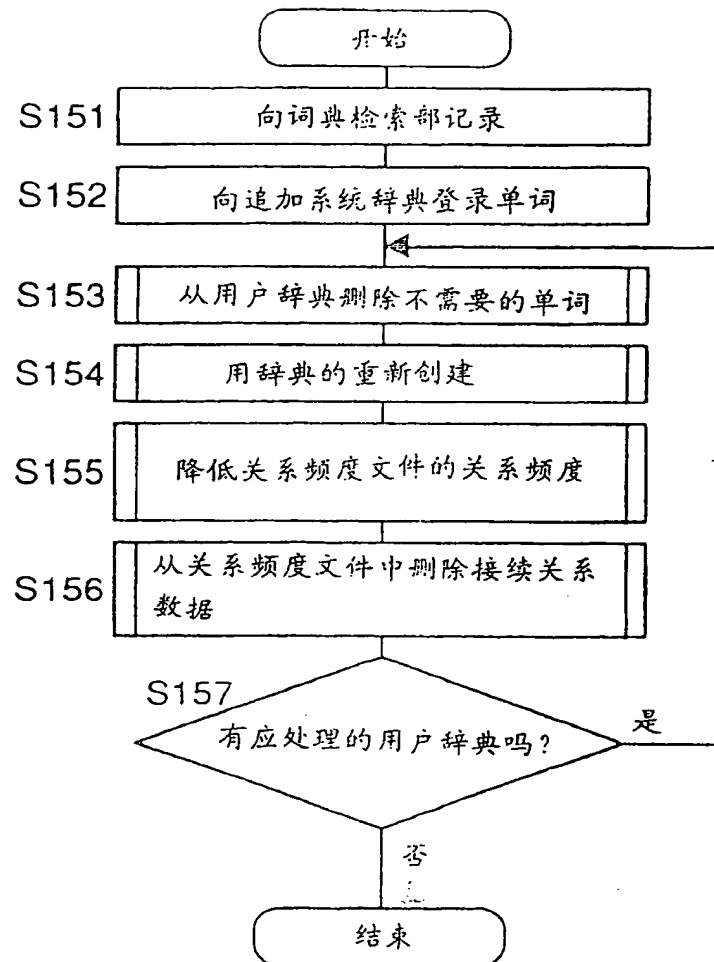 开始
S151
向词典检索部记录
S152
向追加系统辞典登录单词
S153
从用户辞典删除不需要的单词
S154
用辞典的重新创建
S155
降低关系频度文件的关系频度
S156
从关系频度文件中删除接续关系
数据
S157
有应处理的用户辞典吗?
是
否
结束